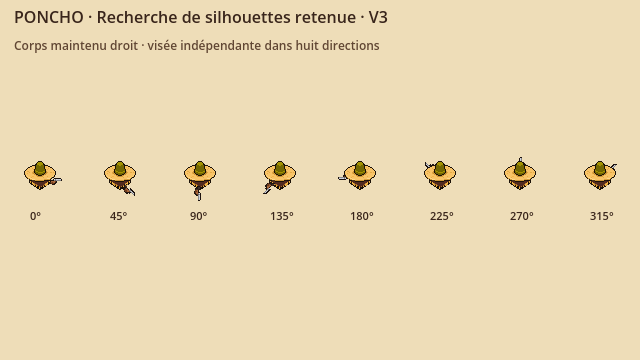 PONCHO · Recherche de silhouettes retenue · V3
Corps maintenu droit · visée indépendante dans huit directions
0° 45° 90° 135° 180° 225° 270° 315°